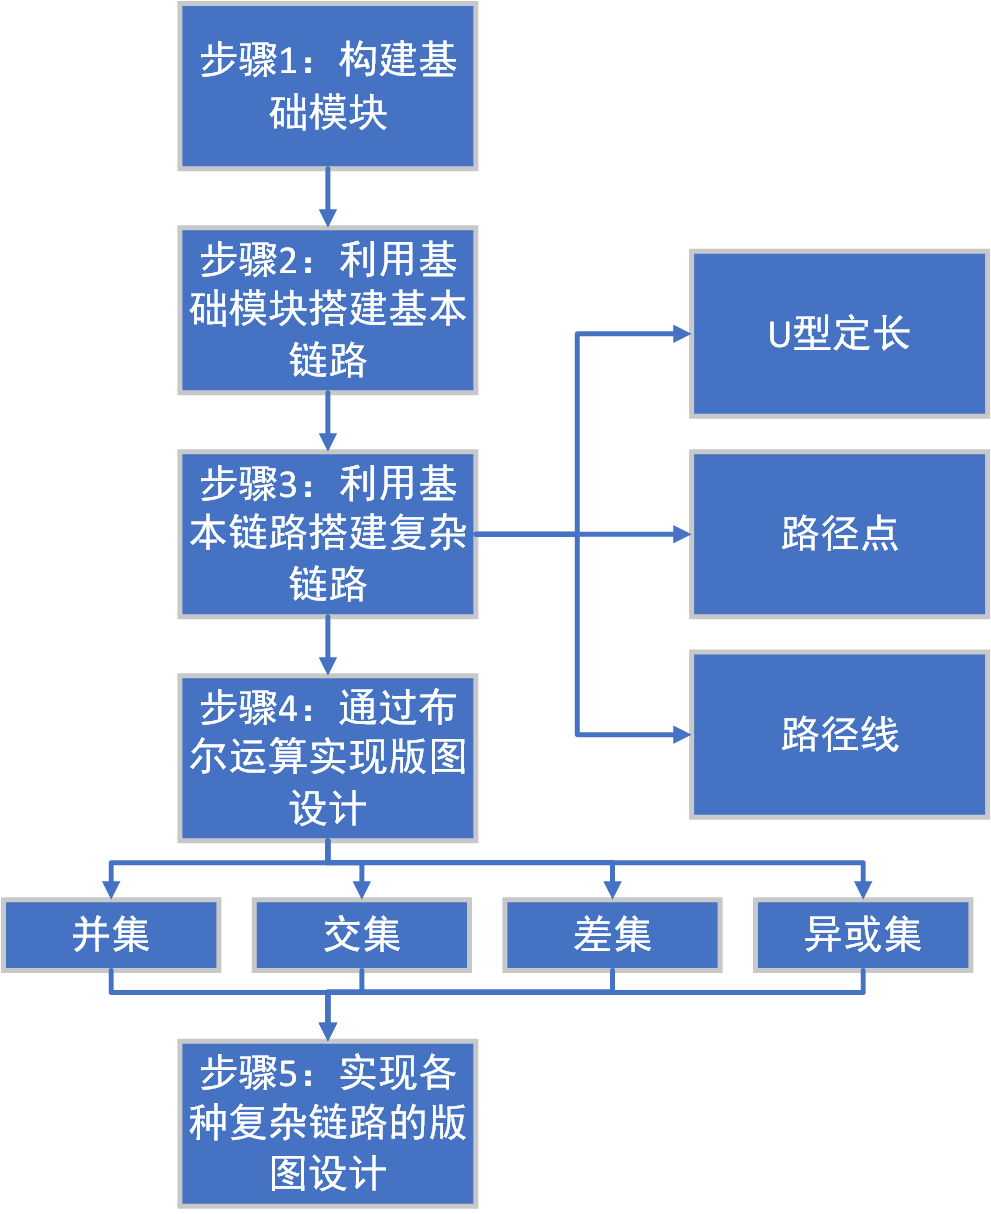 步骤1：构建基
础模块
步骤2：利用基
础模块搭建基本
链路
步骤3：利用基
本链路搭建复杂
链路
U型定长
路径点
路径线
步骤4：通过布
尔运算实现版图
设计
并集
交集
差集
异或集
步骤5：实现各
种复杂链路的版
图设计